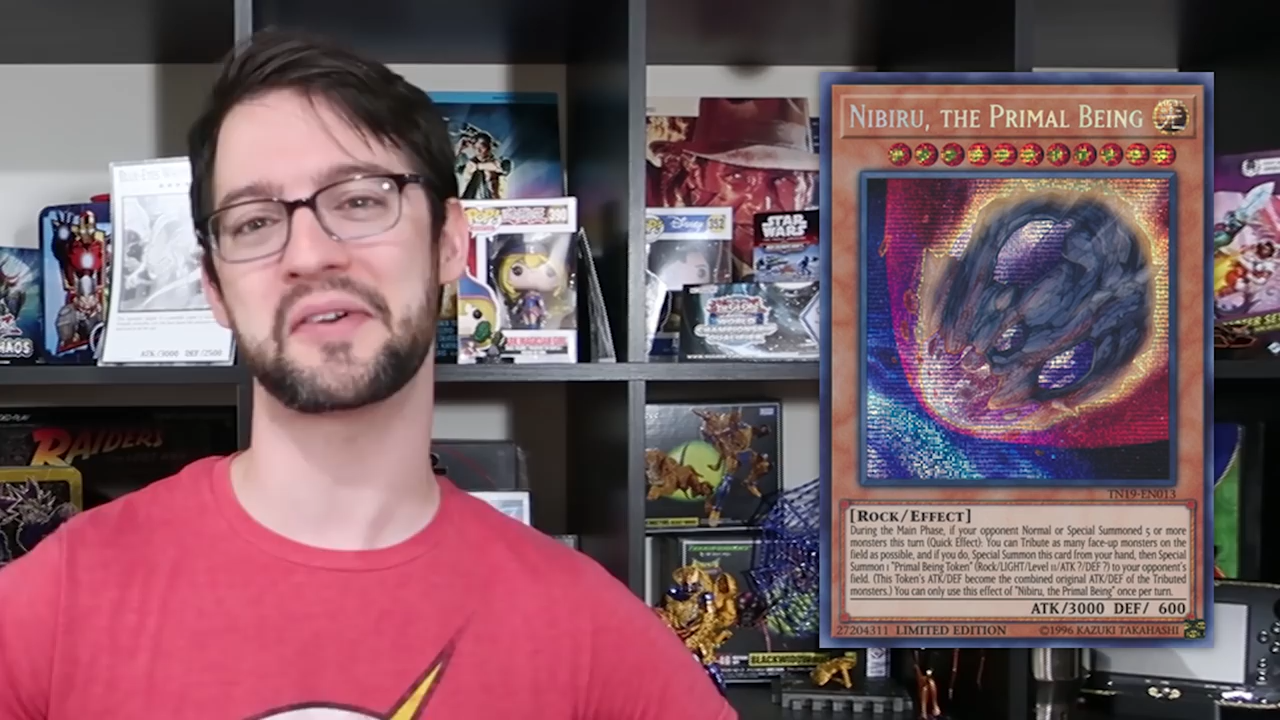 NIBIRU, THE PRIMAL BEING
TN19-EN013
[ROCK/EFFECT]
During the Main Phase, if your opponent Normal or Special Summoned 5 or more
monsters this turn (Quick Effect): You can Tribute as many face-up monsters on the
field as possible, and if you do, Special Summon this card from your hand, then Special
Summon 1 "Primal Being Token" (Rock/LIGHT/Level 11/ATK ?/DEF ?) to your opponent's
field. (This Token's ATK/DEF become the combined original ATK/DEF of the Tributed
monsters.) You can only use this effect of "Nibiru, the Primal Being" once per turn.
ATK/3000 DEF/ 600
27204311 LIMITED EDITION ©1996 KAZUKI TAKAHASHI
ATK/3000 DEF/2500
CHAOS
RAIDERS
POP!
390
Disney
352
STAR
WARS